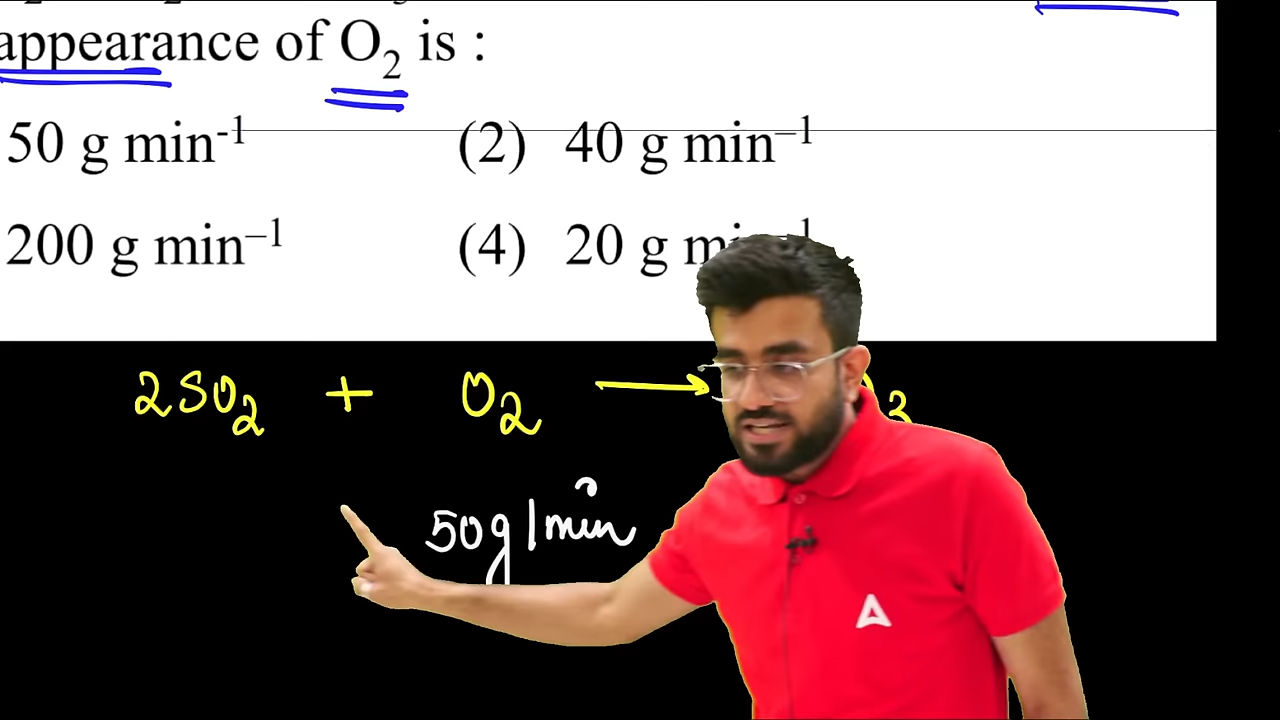 appearance of O₂ is :
50 g min⁻¹ (2) 40 g min⁻¹
200 g min⁻¹ (4) 20 g
2SO₂ + O₂ →
50g/min